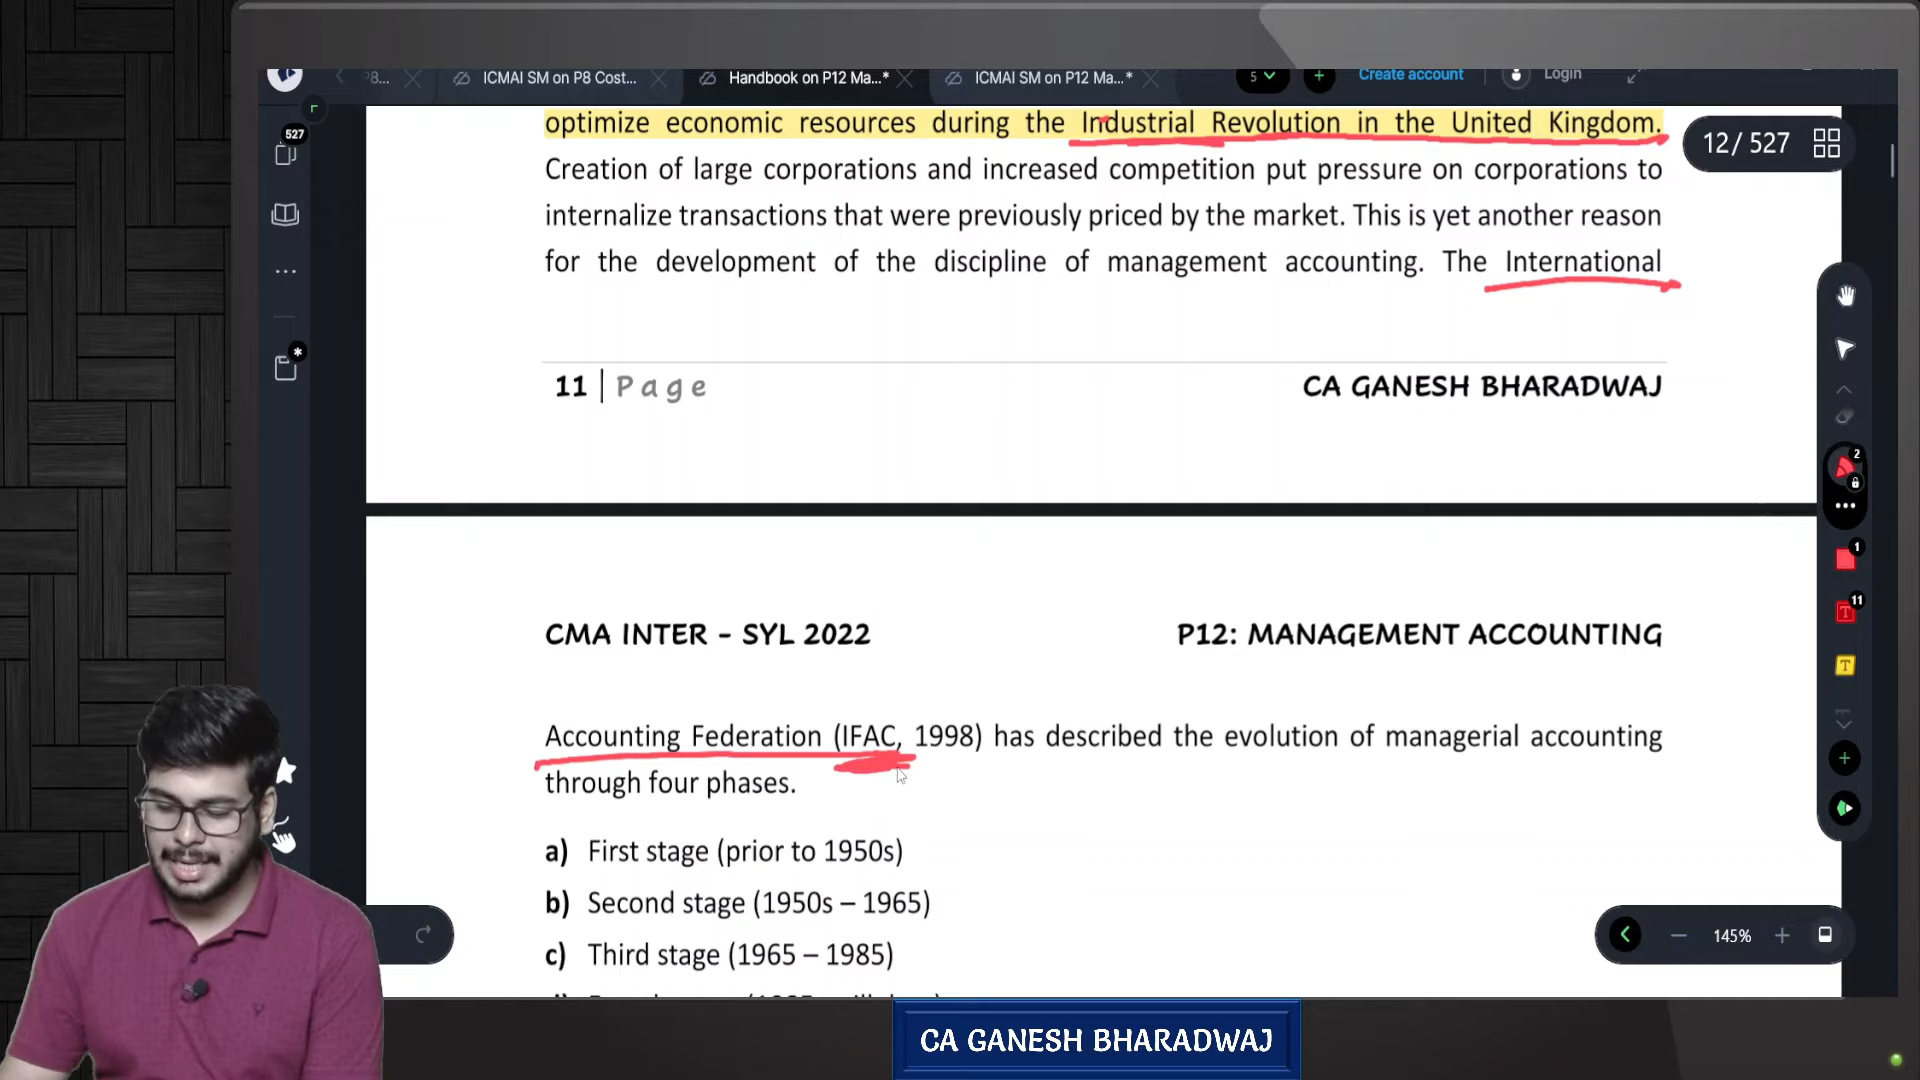 P8...
ICMAI SM on P8 Cost...
Handbook on P12 Ma...*
ICMAI SM on P12 Ma...*
5
Create account
Login
527
optimize economic resources during the Industrial Revolution in the United Kingdom.
12/ 527
Creation of large corporations and increased competition put pressure on corporations to
internalize transactions that were previously priced by the market. This is yet another reason
for the development of the discipline of management accounting. The International
11 | Page
CA GANESH BHARADWAJ
2
1
11
CMA INTER – SYL 2022
P12: MANAGEMENT ACCOUNTING
Accounting Federation (IFAC, 1998) has described the evolution of managerial accounting
through four phases.
a) First stage (prior to 1950s)
b) Second stage (1950s – 1965)
c) Third stage (1965 – 1985)
145%
CA GANESH BHARADWAJ